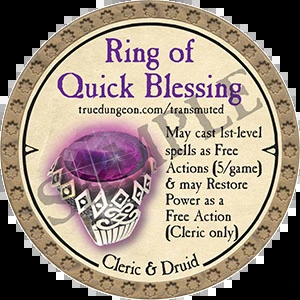 Ring of
Quick Blessing
truedungeon.com/transmuted
May cast 1st-level
spells as Free
Actions (5/game)
& may Restore
Power as a
Free Action
(Cleric only)
Cleric & Druid
SAMPLE